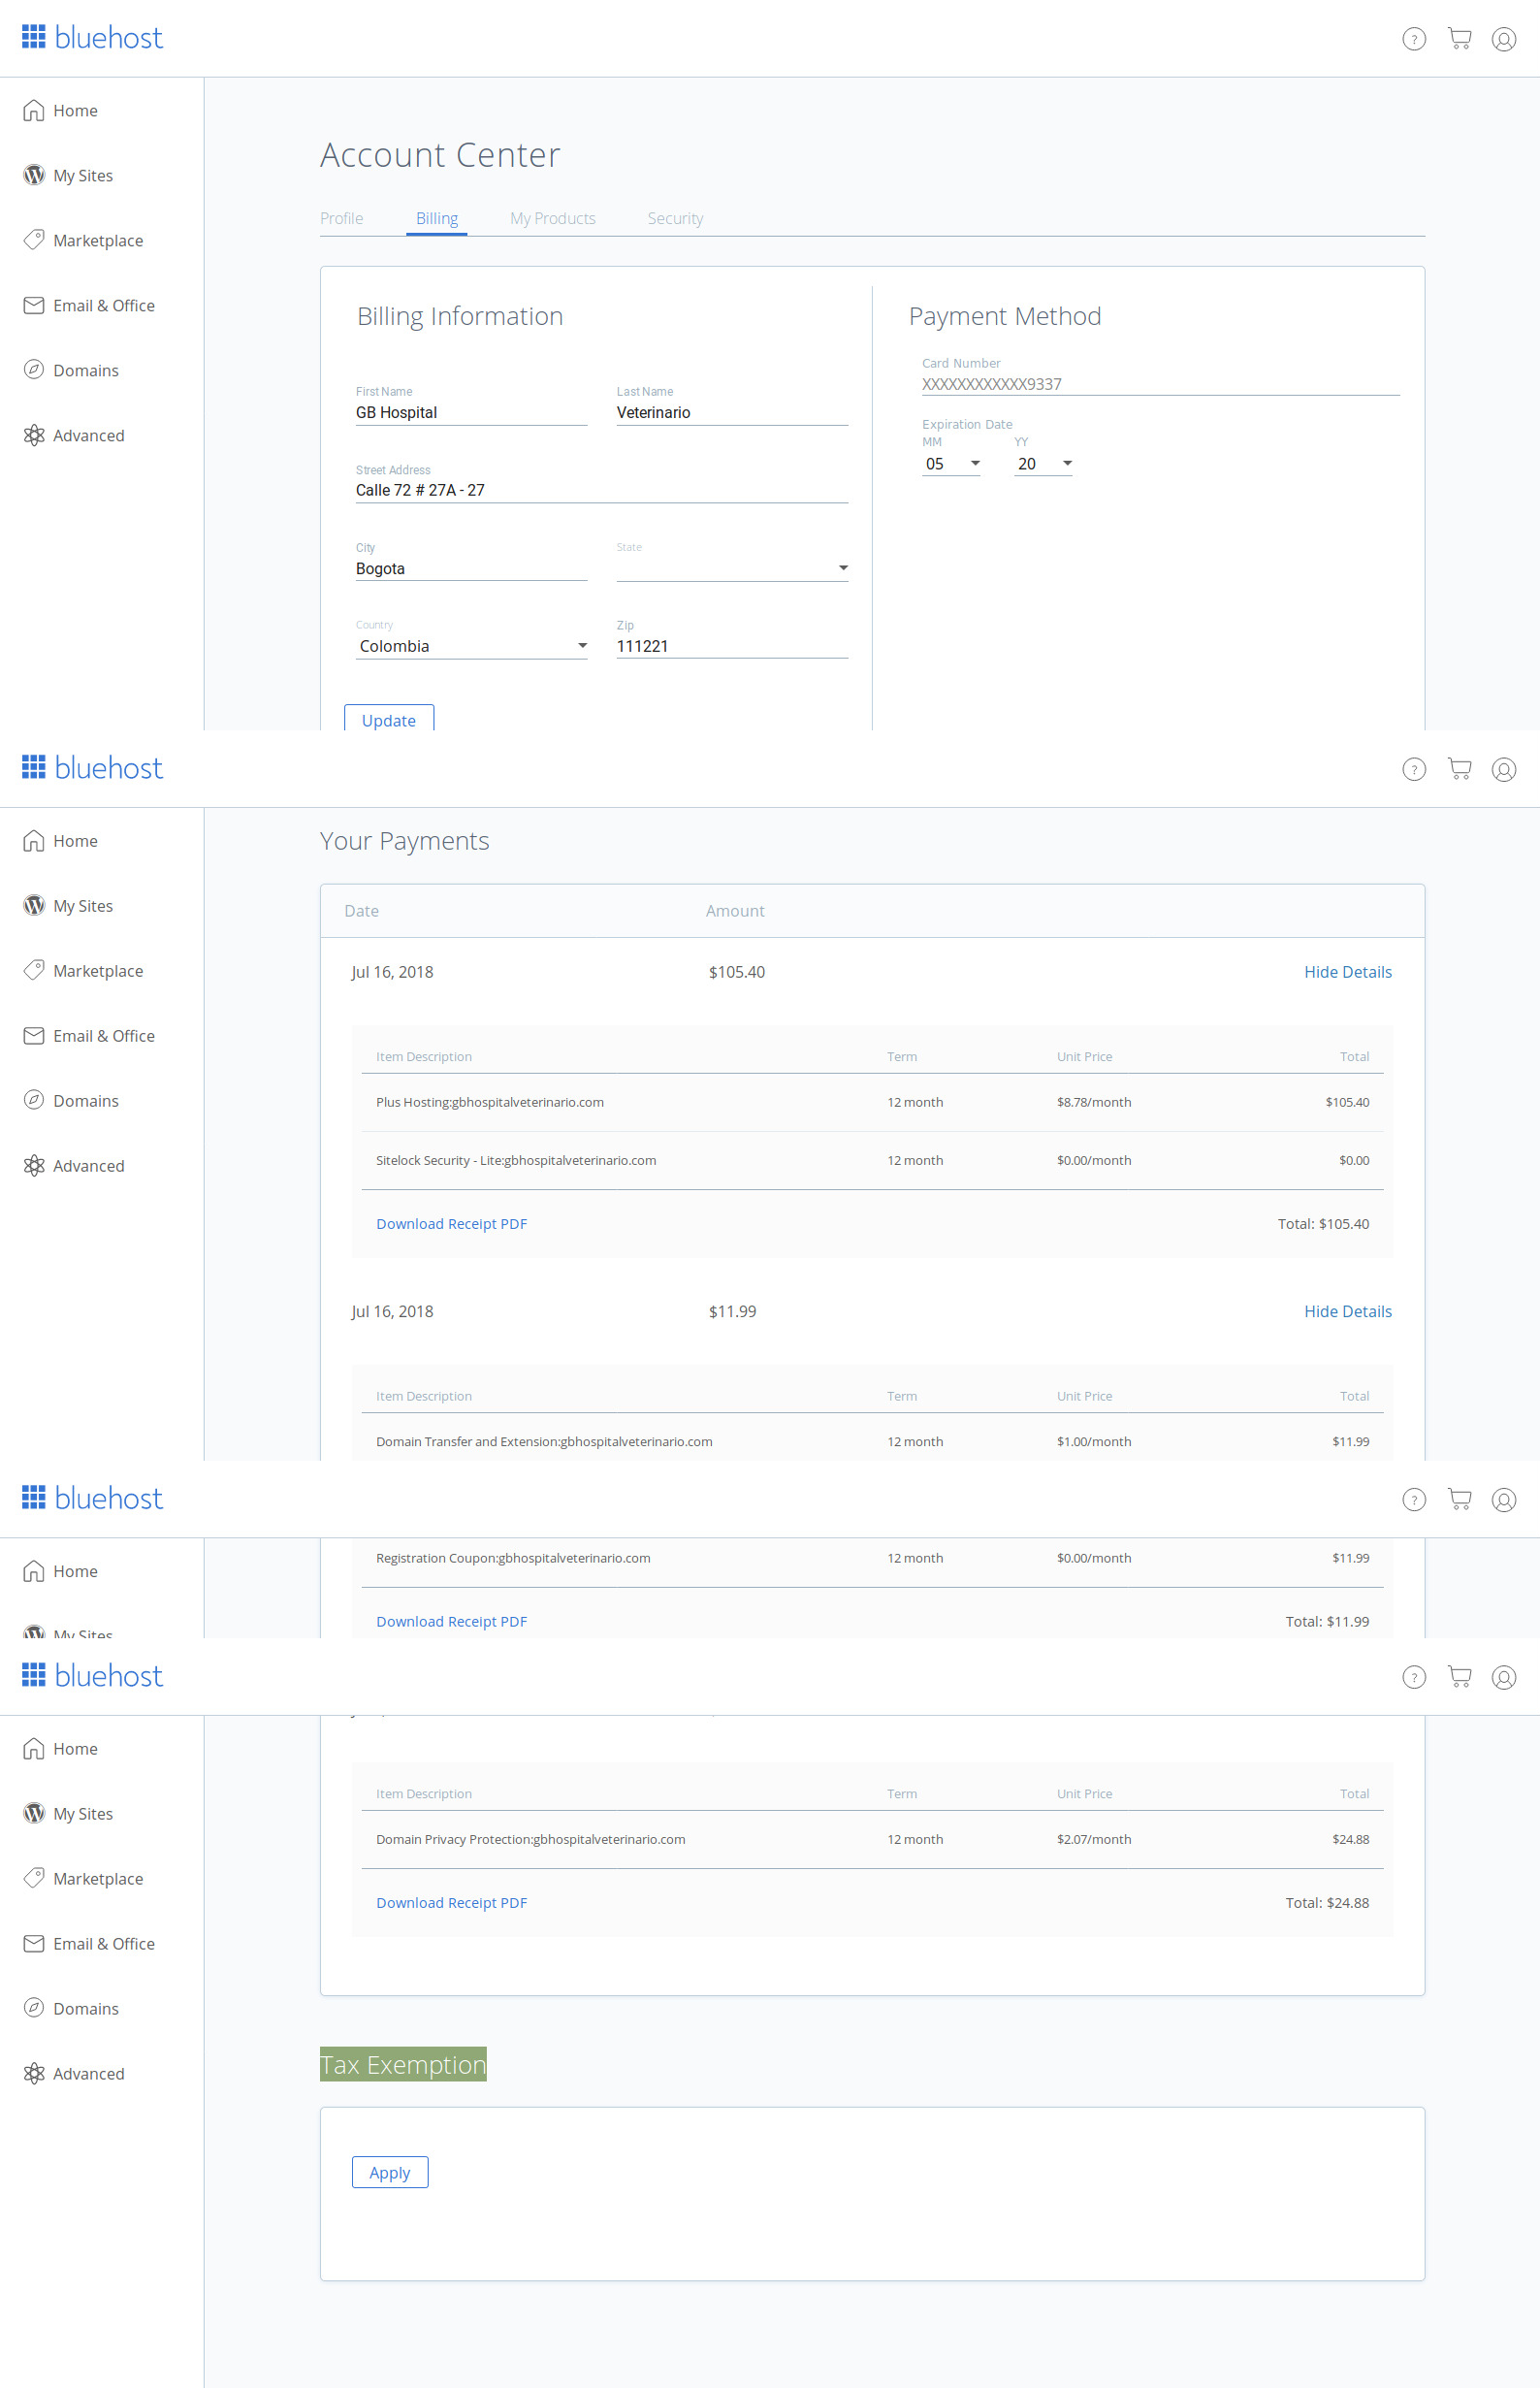 bluehost
?
Home
My Sites
Marketplace
Email & Office
Domains
Advanced
Account Center
Profile Billing My Products Security
Billing Information
First Name Last Name
GB Hospital Veterinario
Street Address
Calle 72 # 27A - 27
City State
Bogota
Country Zip
Colombia 111221
Update
Payment Method
Card Number
XXXXXXXXXXXX9337
Expiration Date
MM YY
05 20
bluehost
?
Home
My Sites
Marketplace
Email & Office
Domains
Advanced
Your Payments
Date Amount
Jul 16, 2018 $105.40 Hide Details
Item Description Term Unit Price Total
Plus Hosting:gbhospitalveterinario.com 12 month $8.78/month $105.40
Sitelock Security - Lite:gbhospitalveterinario.com 12 month $0.00/month $0.00
Download Receipt PDF Total: $105.40
Jul 16, 2018 $11.99 Hide Details
Item Description Term Unit Price Total
Domain Transfer and Extension:gbhospitalveterinario.com 12 month $1.00/month $11.99
bluehost
?
Home
My Sites
Registration Coupon:gbhospitalveterinario.com 12 month $0.00/month $11.99
Download Receipt PDF Total: $11.99
bluehost
?
Home
My Sites
Marketplace
Email & Office
Domains
Advanced
Item Description Term Unit Price Total
Domain Privacy Protection:gbhospitalveterinario.com 12 month $2.07/month $24.88
Download Receipt PDF Total: $24.88
Tax Exemption
Apply